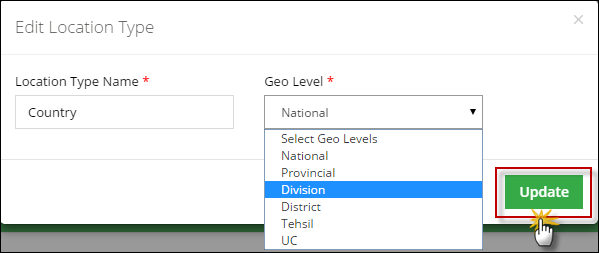 Edit Location Type
×
Location Type Name *
Geo Level *
Country
National
Select Geo Levels
National
Provincial
Division
District
Tehsil
UC
Update